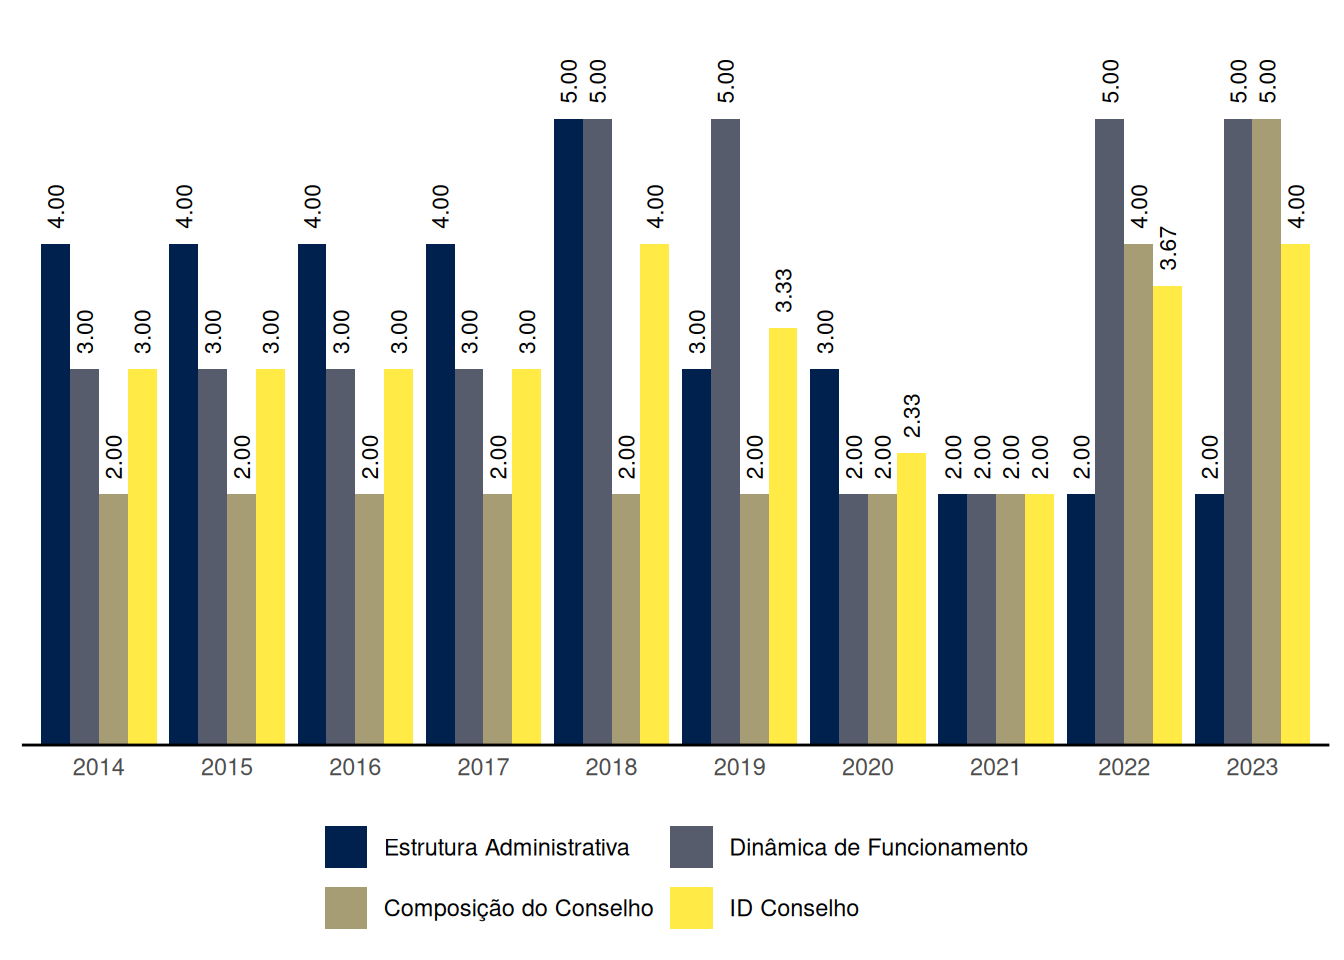 5.00 5.00 5.00 5.00 5.00 5.00
4.00 4.00 4.00 4.00 4.00 4.00 4.00
3.67
3.00 3.00 3.00 3.00 3.00 3.00 3.00 3.00 3.33 3.00 3.00
2.00 2.00 2.00 2.00 2.00 2.00 2.00 2.00 2.33 2.00 2.00 2.00 2.00 2.00 2.00
2014 2015 2016 2017 2018 2019 2020 2021 2022 2023
Estrutura Administrativa Dinâmica de Funcionamento
Composição do Conselho ID Conselho